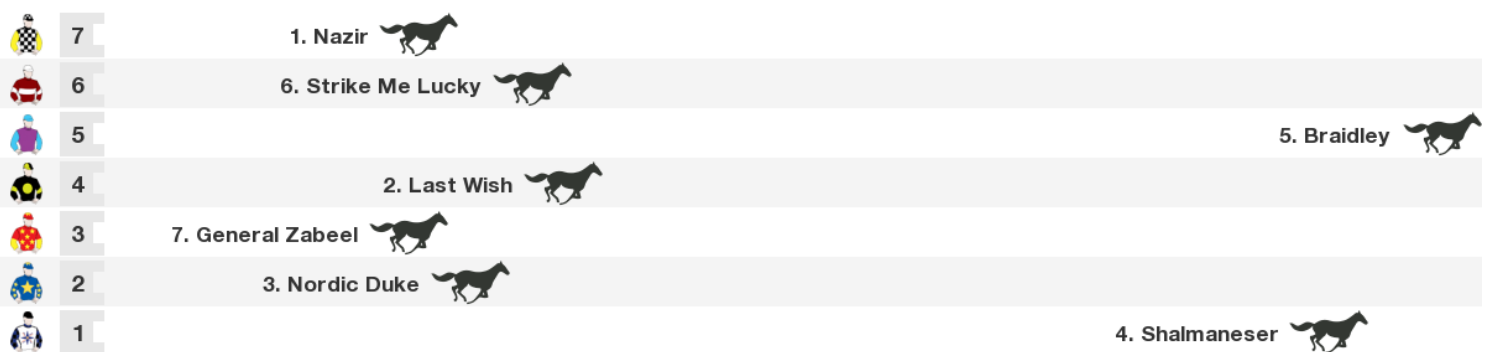 7 1. Nazir
6 6. Strike Me Lucky
5 5. Braidley
4 2. Last Wish
3 7. General Zabeel
2 3. Nordic Duke
1 4. Shalmaneser